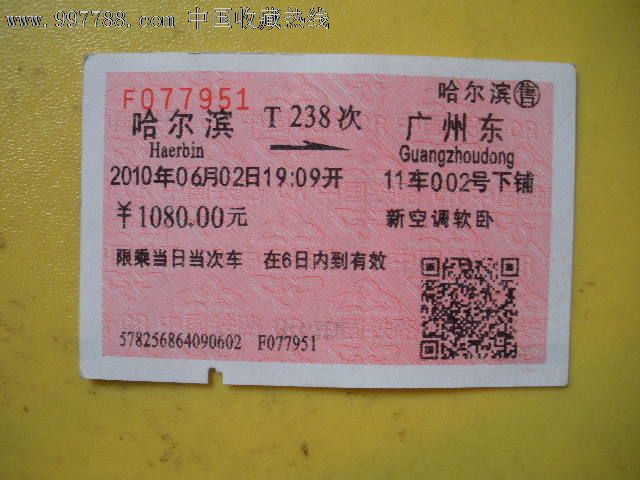 www.997788.com 中国收藏热线
F077951
哈尔滨售
哈尔滨 T238次 广州东
Haerbin Guangzhoudong
2010年06月02日19:09开 11车002号下铺
￥1080.00元 新空调软卧
限乘当日当次车 在6日内到有效
578256864090602 F077951